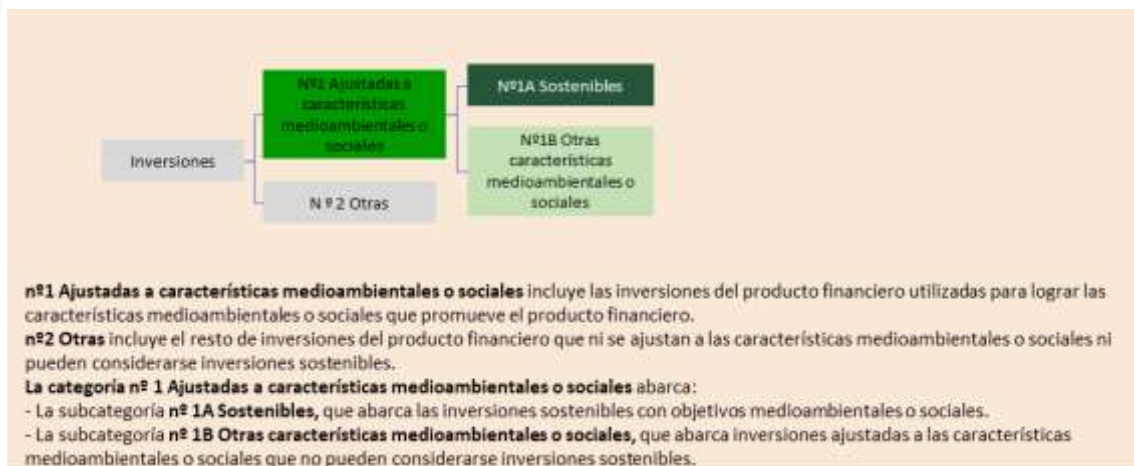 Nº1 Ajustadas a
características
medioambientales o
sociales
Nº1A Sostenibles
Inversiones
Nº1B Otras
características
medioambientales o
sociales
N º 2 Otras
nº1 Ajustadas a características medioambientales o sociales incluye las inversiones del producto financiero utilizadas para lograr las
características medioambientales o sociales que promueve el producto financiero.
nº2 Otras incluye el resto de inversiones del producto financiero que ni se ajustan a las características medioambientales o sociales ni
pueden considerarse inversiones sostenibles.
La categoría nº 1 Ajustadas a características medioambientales o sociales abarca:
- La subcategoría nº 1A Sostenibles, que abarca las inversiones sostenibles con objetivos medioambientales o sociales.
- La subcategoría nº 1B Otras características medioambientales o sociales, que abarca inversiones ajustadas a las características
medioambientales o sociales que no pueden considerarse inversiones sostenibles.